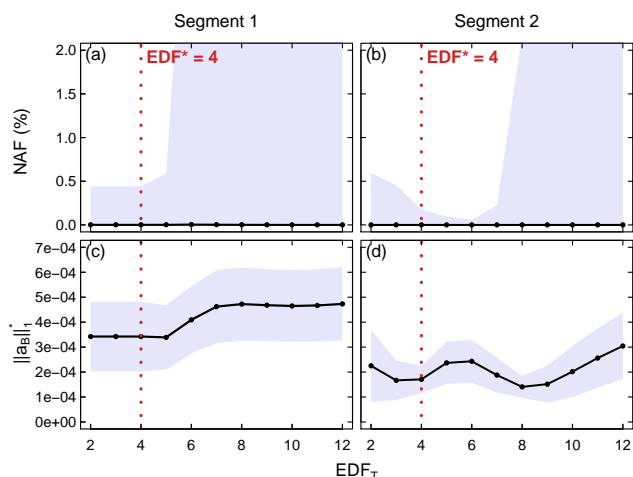 Segment 1 Segment 2
(a) EDF* = 4 (b) EDF* = 4
NAF (%)
2.0
1.5
1.0
0.5
0.0
(c) (d)
||a_B||*_1
7e−04
6e−04
5e−04
4e−04
3e−04
2e−04
1e−04
0e+00
2 4 6 8 10 12 2 4 6 8 10 12
EDF_T